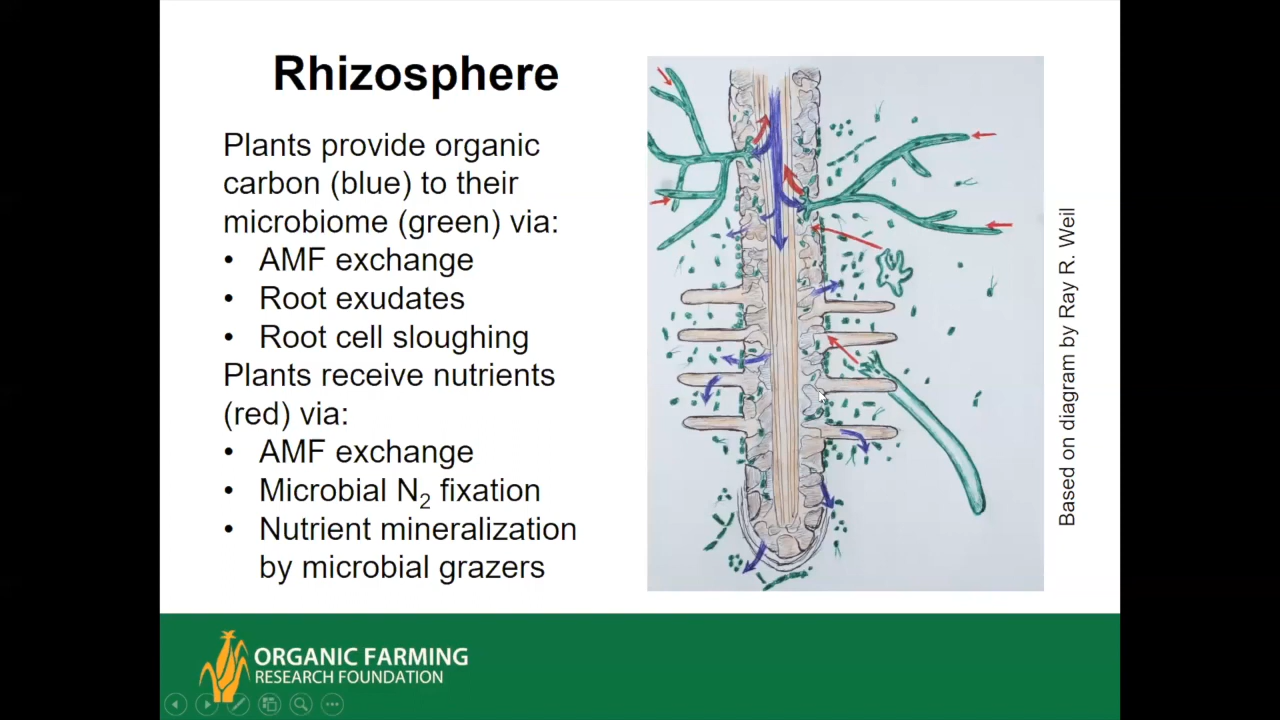 Rhizosphere
Plants provide organic
carbon (blue) to their
microbiome (green) via:
• AMF exchange
• Root exudates
• Root cell sloughing
Plants receive nutrients
(red) via:
• AMF exchange
• Microbial N₂ fixation
• Nutrient mineralization
by microbial grazers
Based on diagram by Ray R. Weil
ORGANIC FARMING
RESEARCH FOUNDATION